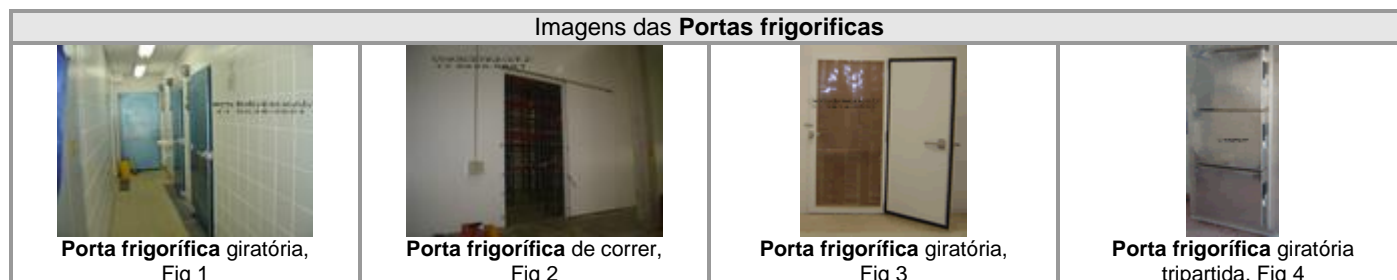 Imagens das Portas frigorificas
Porta frigorífica giratória,
Fig 1
Porta frigorífica de correr,
Fig 2
Porta frigorífica giratória,
Fig 3
Porta frigorífica giratória
tripartida, Fig 4